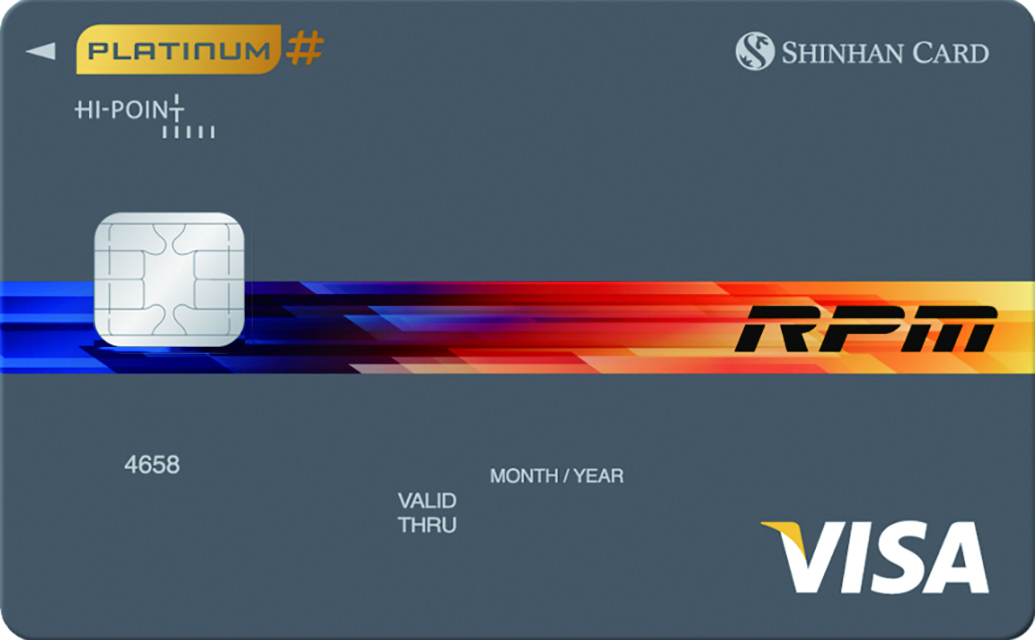 PLATINUM#
SHINHAN CARD
HI-POINT
RPM
4658
MONTH / YEAR
VALID
THRU
VISA